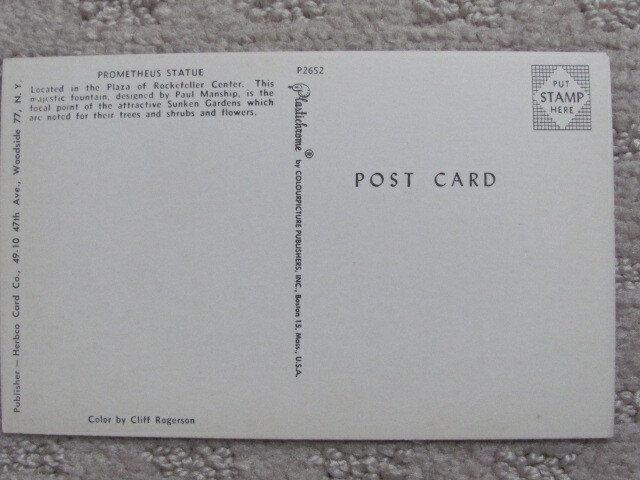 PROMETHEUS STATUE
Located in the Plaza of Rockefeller Center. This
majestic fountain, designed by Paul Manship, is the
focal point of the attractive Sunken Gardens which
are noted for their trees and shrubs and flowers.
Publisher — Herbco Card Co., 49-10 47th Ave., Woodside 77, N. Y.
Color by Cliff Rogerson
P2652
Plastichrome ® by COLOURPICTURE PUBLISHERS, INC., Boston 15, Mass., U.S.A.
POST CARD
PUT
STAMP
HERE